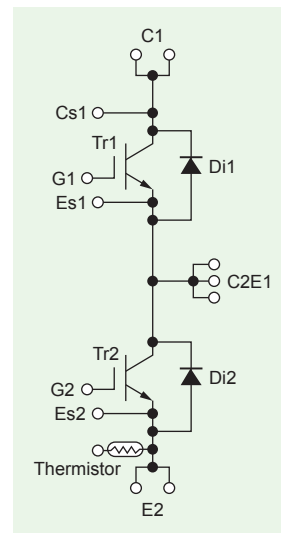 C1
Cs1
Tr1
Di1
G1
Es1
C2E1
Tr2
Di2
G2
Es2
Thermistor
E2